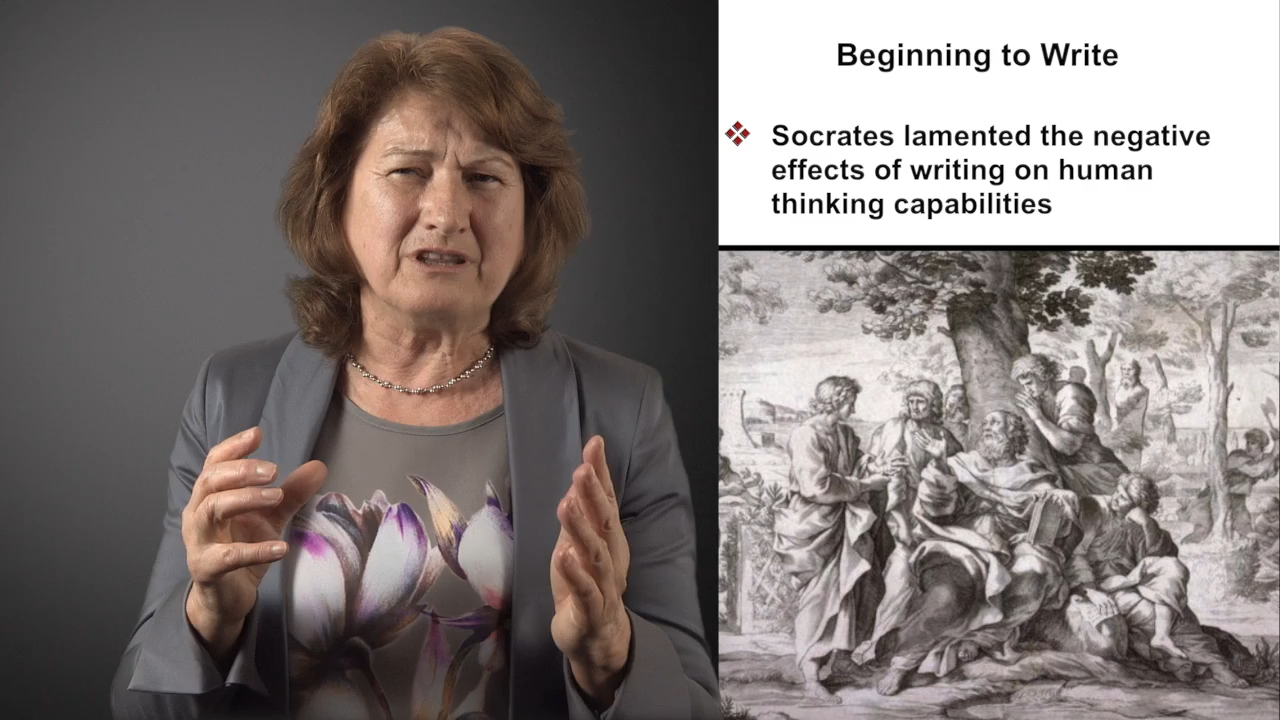 Beginning to Write
Socrates lamented the negative
effects of writing on human
thinking capabilities